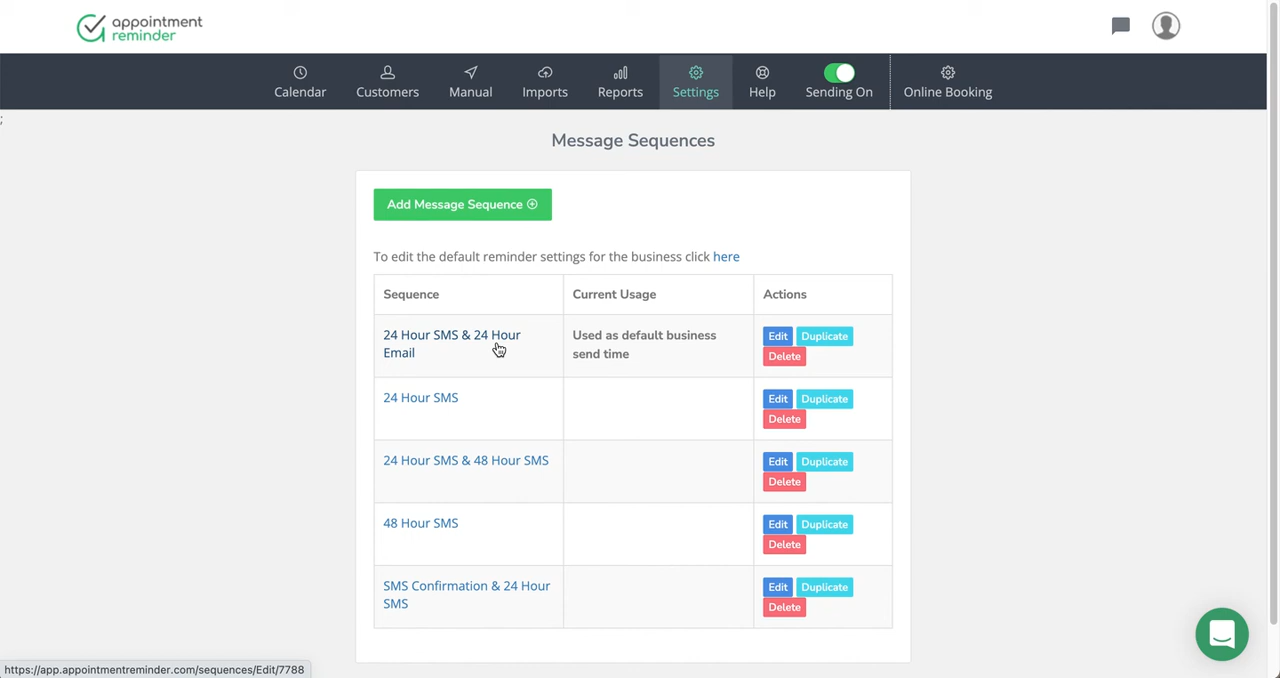 appointment
reminder
Calendar Customers Manual Imports Reports Settings Help Sending On Online Booking
;
Message Sequences
Add Message Sequence
To edit the default reminder settings for the business click here
Sequence Current Usage Actions
24 Hour SMS & 24 Hour
Email
Used as default business
send time
Edit Duplicate
Delete
24 Hour SMS
Edit Duplicate
Delete
24 Hour SMS & 48 Hour SMS
Edit Duplicate
Delete
48 Hour SMS
Edit Duplicate
Delete
SMS Confirmation & 24 Hour
SMS
Edit Duplicate
Delete
https://app.appointmentreminder.com/sequences/Edit/7788